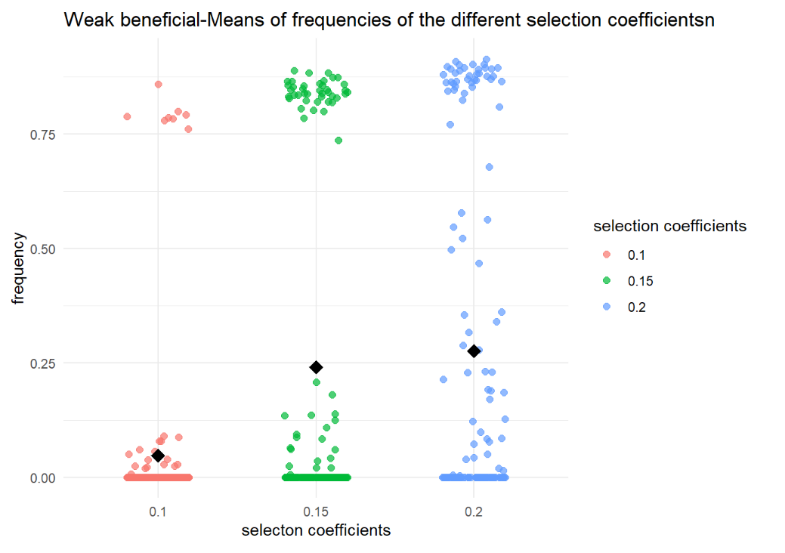 Weak beneficial-Means of frequencies of the different selection coefficientsn
frequency
0.75
0.50
0.25
0.00
0.1
0.15
0.2
selecton coefficients
selection coefficients
0.1
0.15
0.2